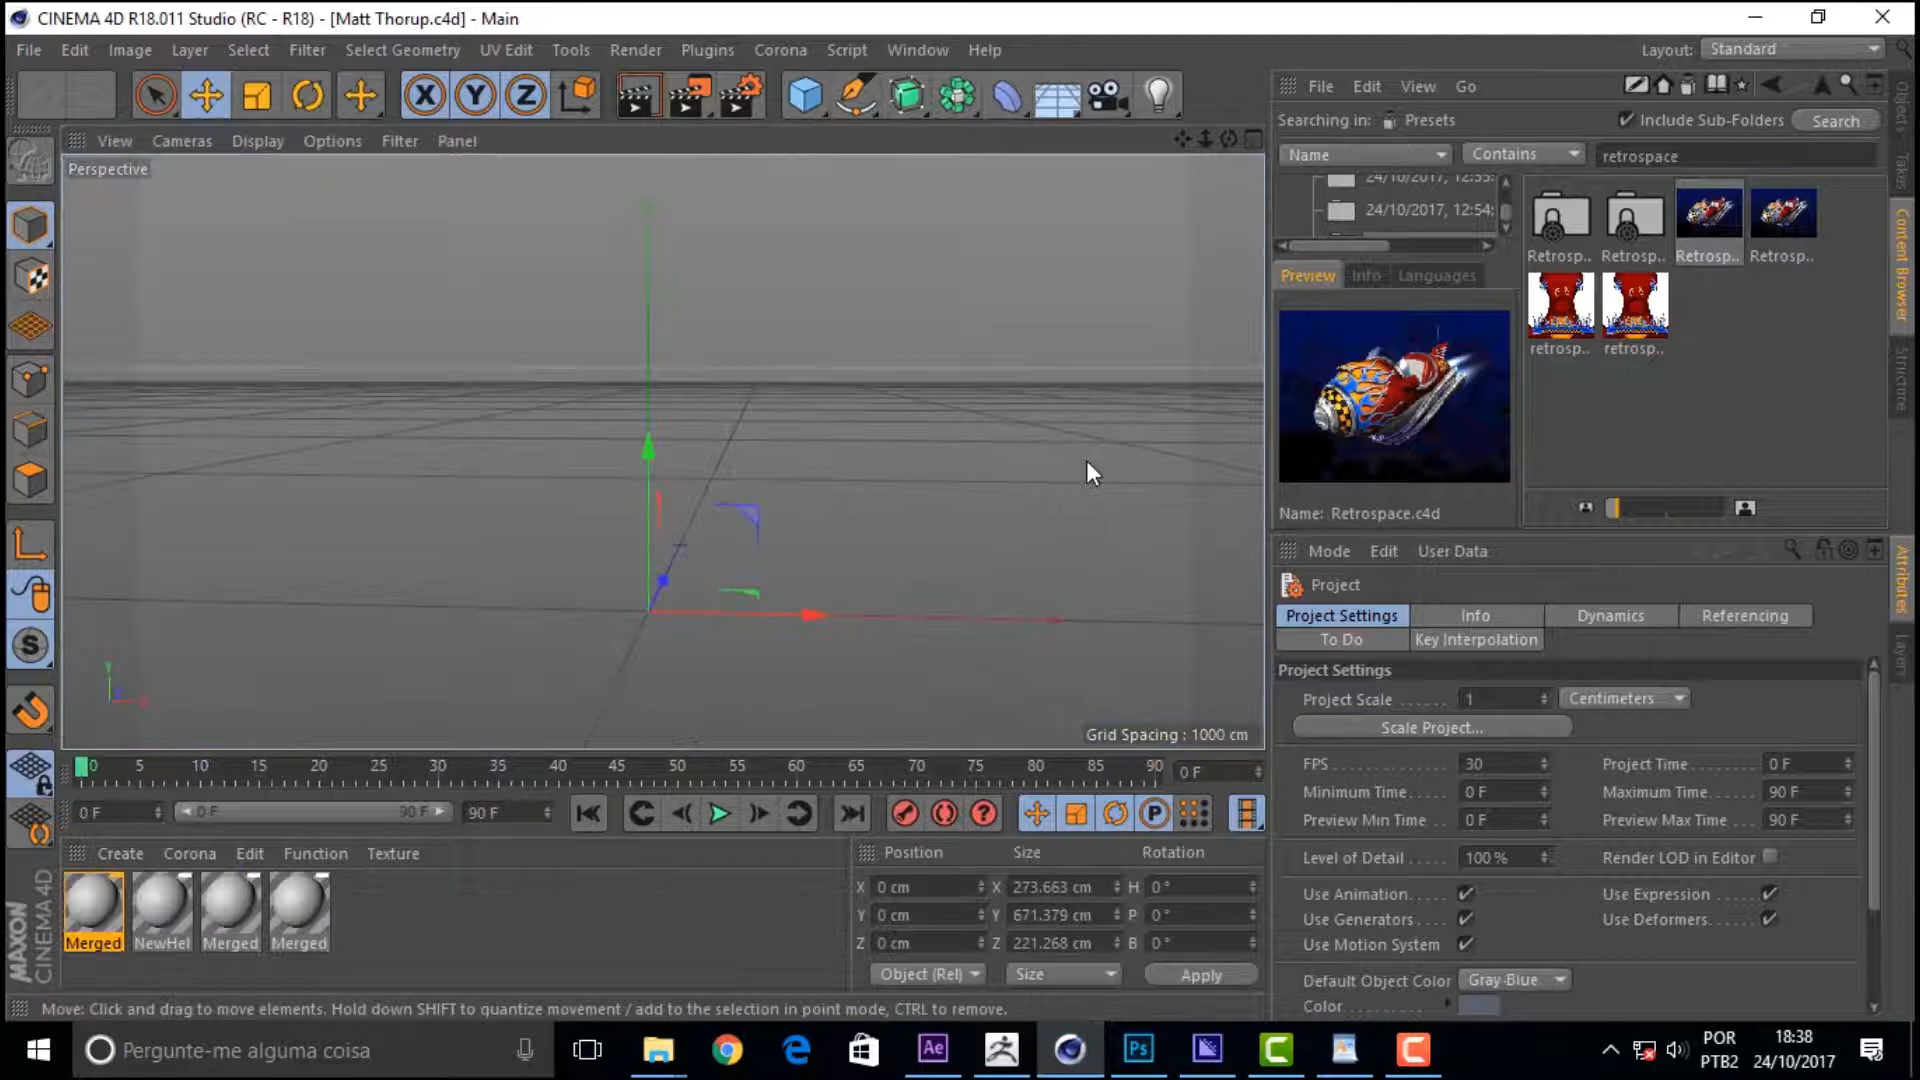 CINEMA 4D R18.011 Studio (RC - R18) - [Matt Thorup.c4d] - Main
File Edit Image Layer Select Filter Select Geometry UV Edit Tools Render Plugins Corona Script Window Help Layout: Standard
X Y Z
File Edit View Go
Searching in: Presets Include Sub-Folders Search
Name Contains retrospace
View Cameras Display Options Filter Panel
Perspective
24/10/2017, 12:35:
24/10/2017, 12:54:
Retrosp.. Retrosp.. Retrosp.. Retrosp..
Preview Info Languages
retrosp.. retrosp..
Name: Retrospace.c4d
Objects
Takes
Content Browser
Structure
Mode Edit User Data
Project
Project Settings Info Dynamics Referencing
To Do Key Interpolation
Attributes
Layers
Project Settings
Project Scale ...... 1 Centimeters
Scale Project...
FPS 30 Project Time 0 F
Minimum Time 0 F Maximum Time 90 F
Preview Min Time 0 F Preview Max Time 90 F
Level of Detail 100 % Render LOD in Editor
Use Animation Use Expression
Use Generators Use Deformers
Use Motion System
Default Object Color Gray-Blue
Color
Y
Z
X
S
Grid Spacing : 1000 cm
0 5 10 15 20 25 30 35 40 45 50 55 60 65 70 75 80 85 90 0 F
0 F 0 F 90 F 90 F ? P
Create Corona Edit Function Texture
Merged NewHel Merged Merged
MAXON
CINEMA 4D
Position Size Rotation
X 0 cm X 273.663 cm H 0 °
Y 0 cm Y 671.379 cm P 0 °
Z 0 cm Z 221.268 cm B 0 °
Object (Rel) Size Apply
Move: Click and drag to move elements. Hold down SHIFT to quantize movement / add to the selection in point mode, CTRL to remove.
Pergunte-me alguma coisa
Ae Ps C C
POR
PTB2
18:38
24/10/2017